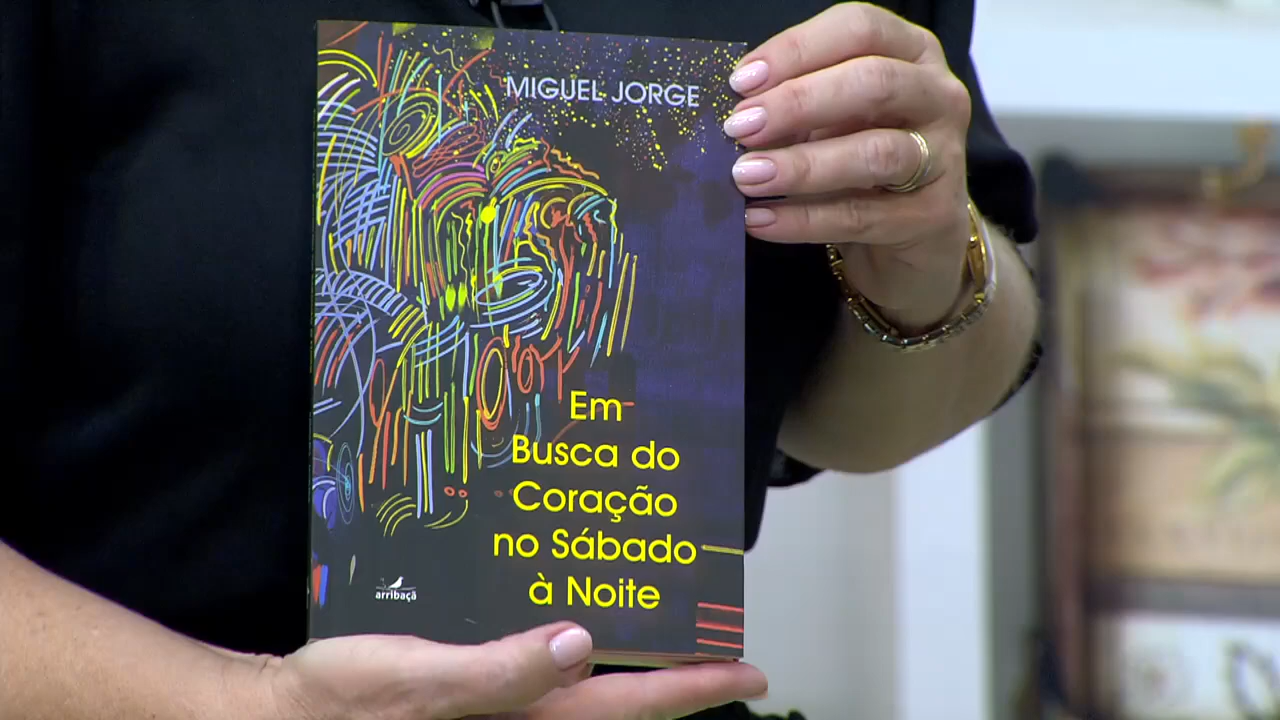 MIGUEL JORGE
Em
Busca do
Coração
no Sábado
à Noite
arribaçã